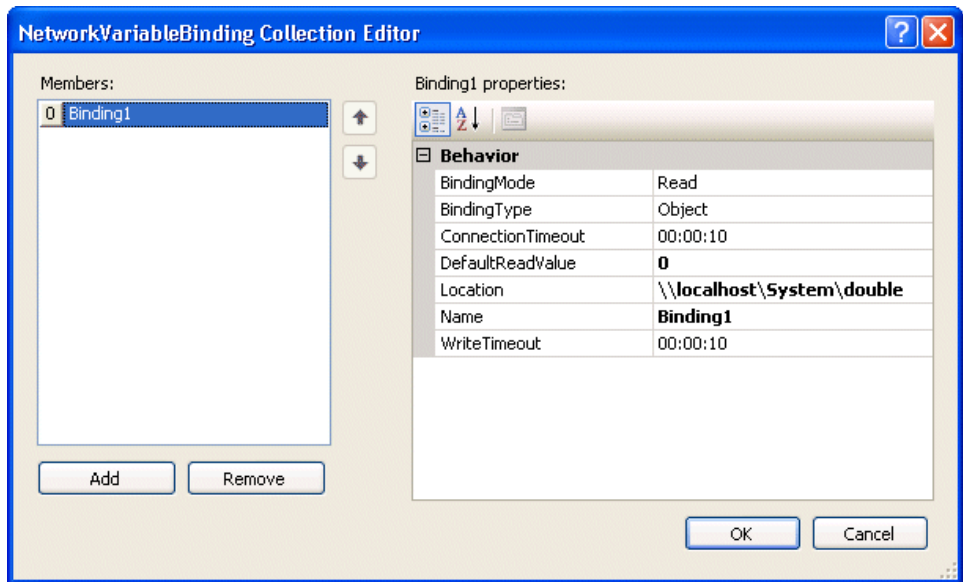 NetworkVariableBinding Collection Editor
Members:
0 Binding1
Add
Remove
Binding1 properties:
Behavior
BindingMode Read
BindingType Object
ConnectionTimeout 00:00:10
DefaultReadValue 0
Location \\localhost\System\double
Name Binding1
WriteTimeout 00:00:10
OK
Cancel